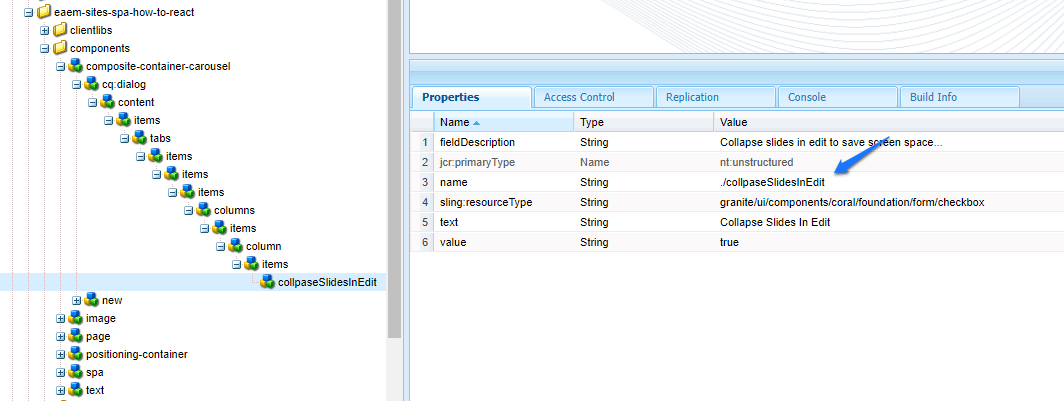 eaem-sites-spa-how-to-react
clientlibs
components
composite-container-carousel
cq:dialog
content
items
tabs
items
items
items
columns
items
column
items
collpaseSlidesInEdit
new
image
page
positioning-container
spa
text
Properties Access Control Replication Console Build Info
Name Type Value
1 fieldDescription String Collapse slides in edit to save screen space...
2 jcr:primaryType Name nt:unstructured
3 name String ./collpaseSlidesInEdit
4 sling:resourceType String granite/ui/components/coral/foundation/form/checkbox
5 text String Collapse Slides In Edit
6 value String true